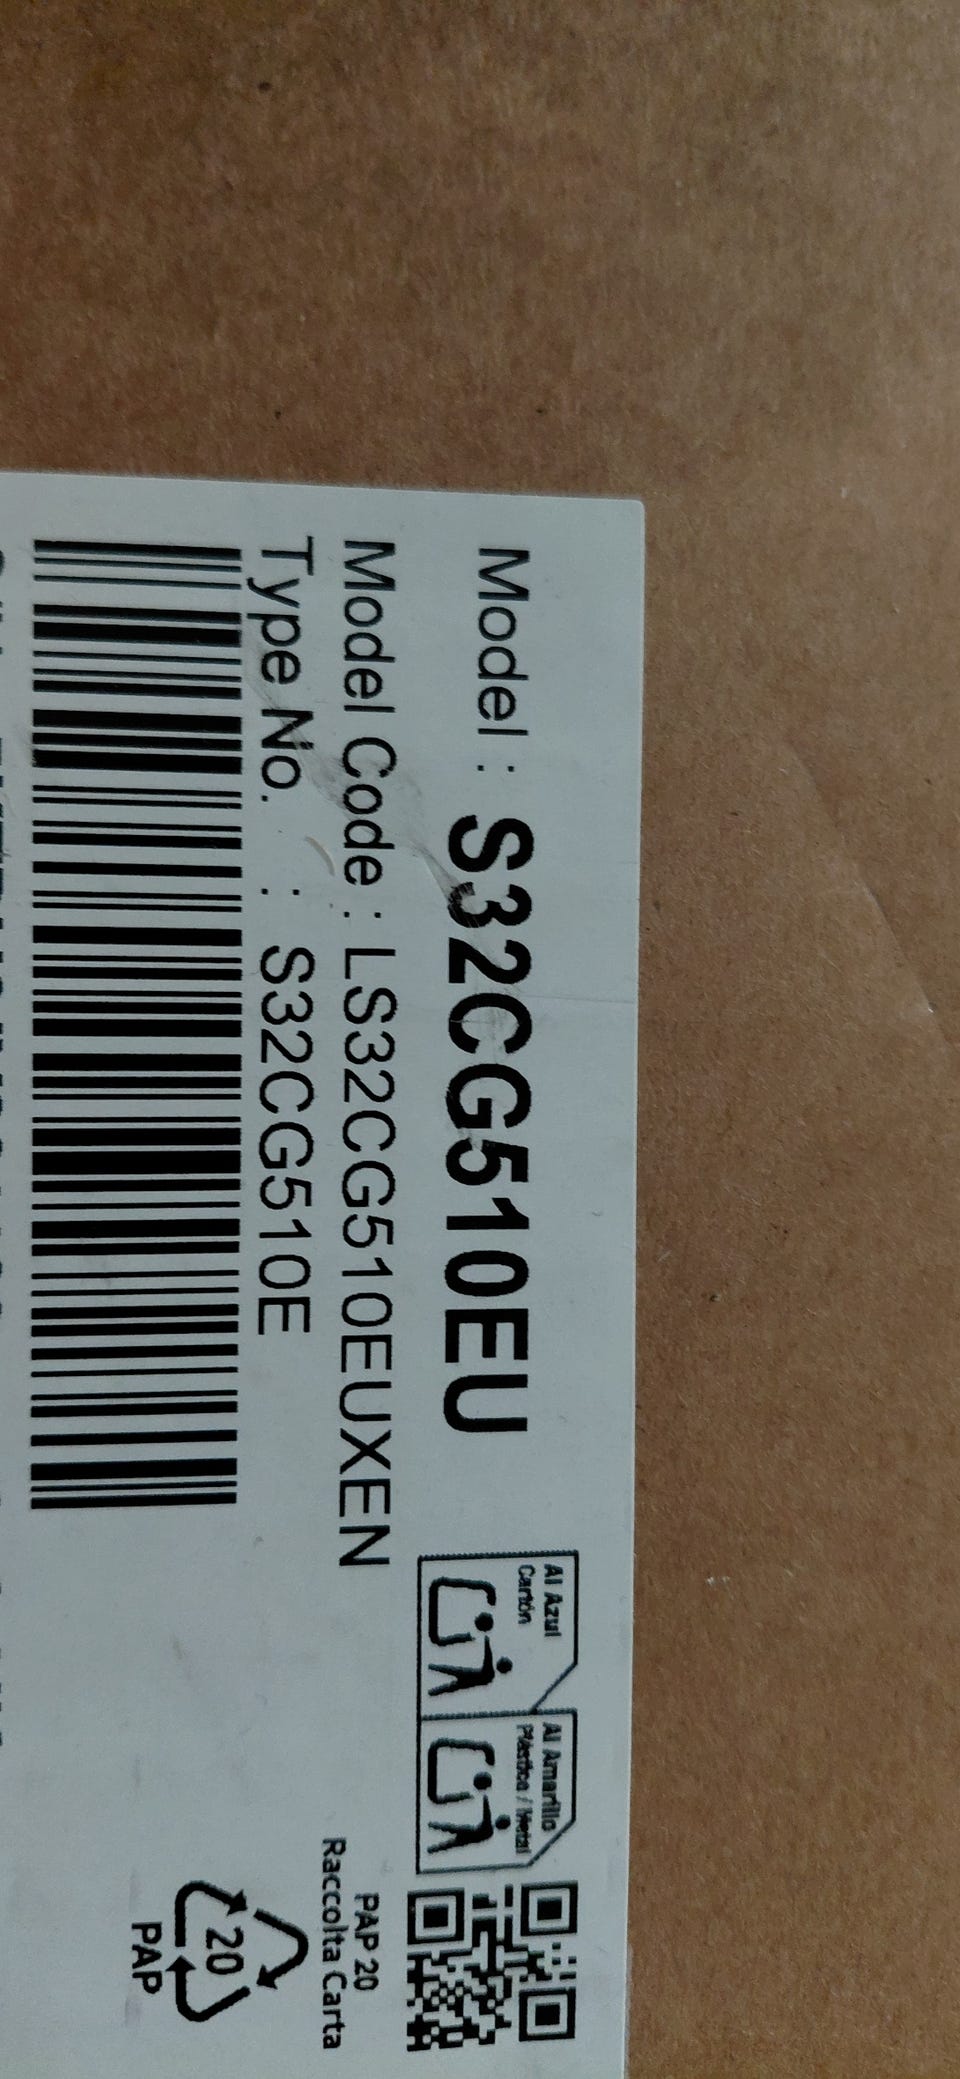 Model : S32CG510EU
Model Code : LS32CG510EUXEN
Type No. : S32CG510E
Al Azul
Cartón
Al Amarillo
Plástico / Metal
PAP 20
Raccolta Carta
20
PAP